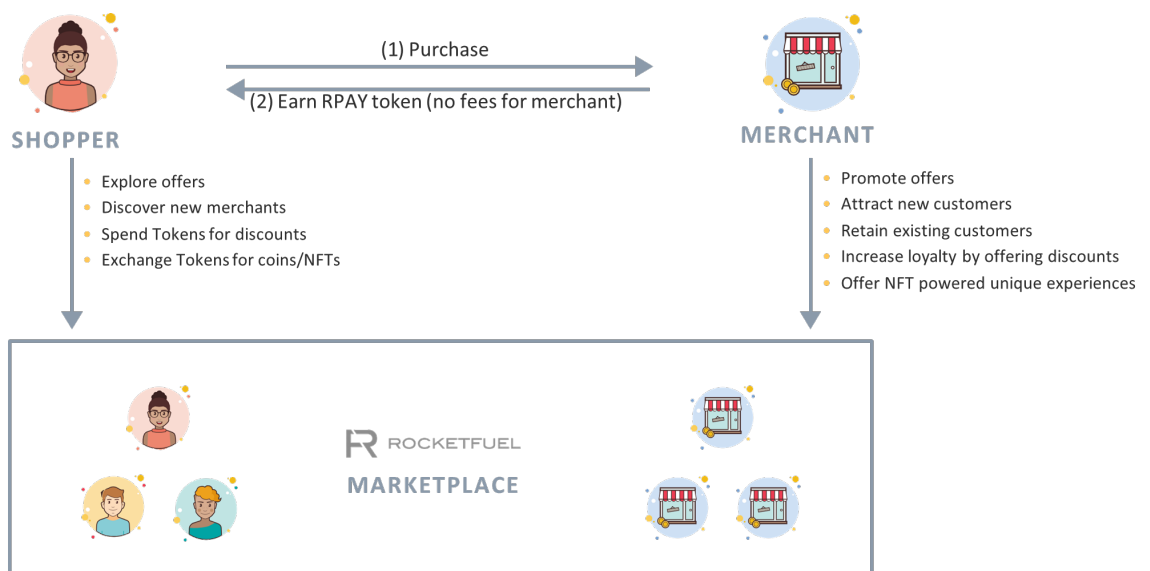 (1) Purchase
(2) Earn RPAY token (no fees for merchant)
SHOPPER
MERCHANT
Explore offers
Discover new merchants
Spend Tokens for discounts
Exchange Tokens for coins/NFTs
Promote offers
Attract new customers
Retain existing customers
Increase loyalty by offering discounts
Offer NFT powered unique experiences
ROCKETFUEL
MARKETPLACE